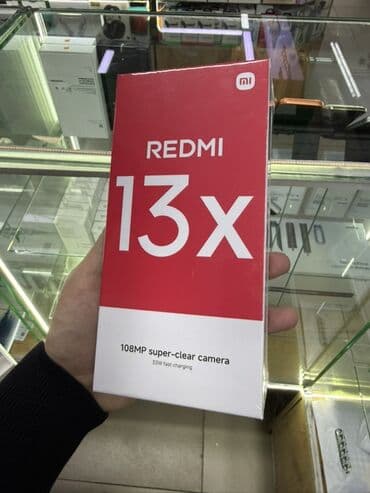 mi
REDMI
13x
108MP super-clear camera
33W fast charging